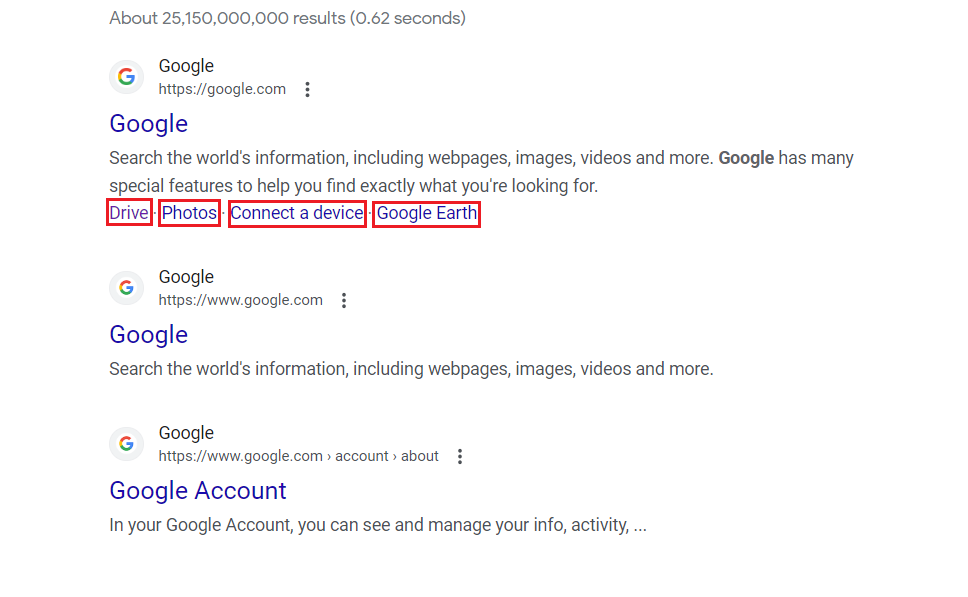 About 25,150,000,000 results (0.62 seconds)
Google
https://google.com
Google
Search the world's information, including webpages, images, videos and more. Google has many
special features to help you find exactly what you're looking for.
Drive · Photos · Connect a device · Google Earth
Google
https://www.google.com
Google
Search the world's information, including webpages, images, videos and more.
Google
https://www.google.com › account › about
Google Account
In your Google Account, you can see and manage your info, activity, ...